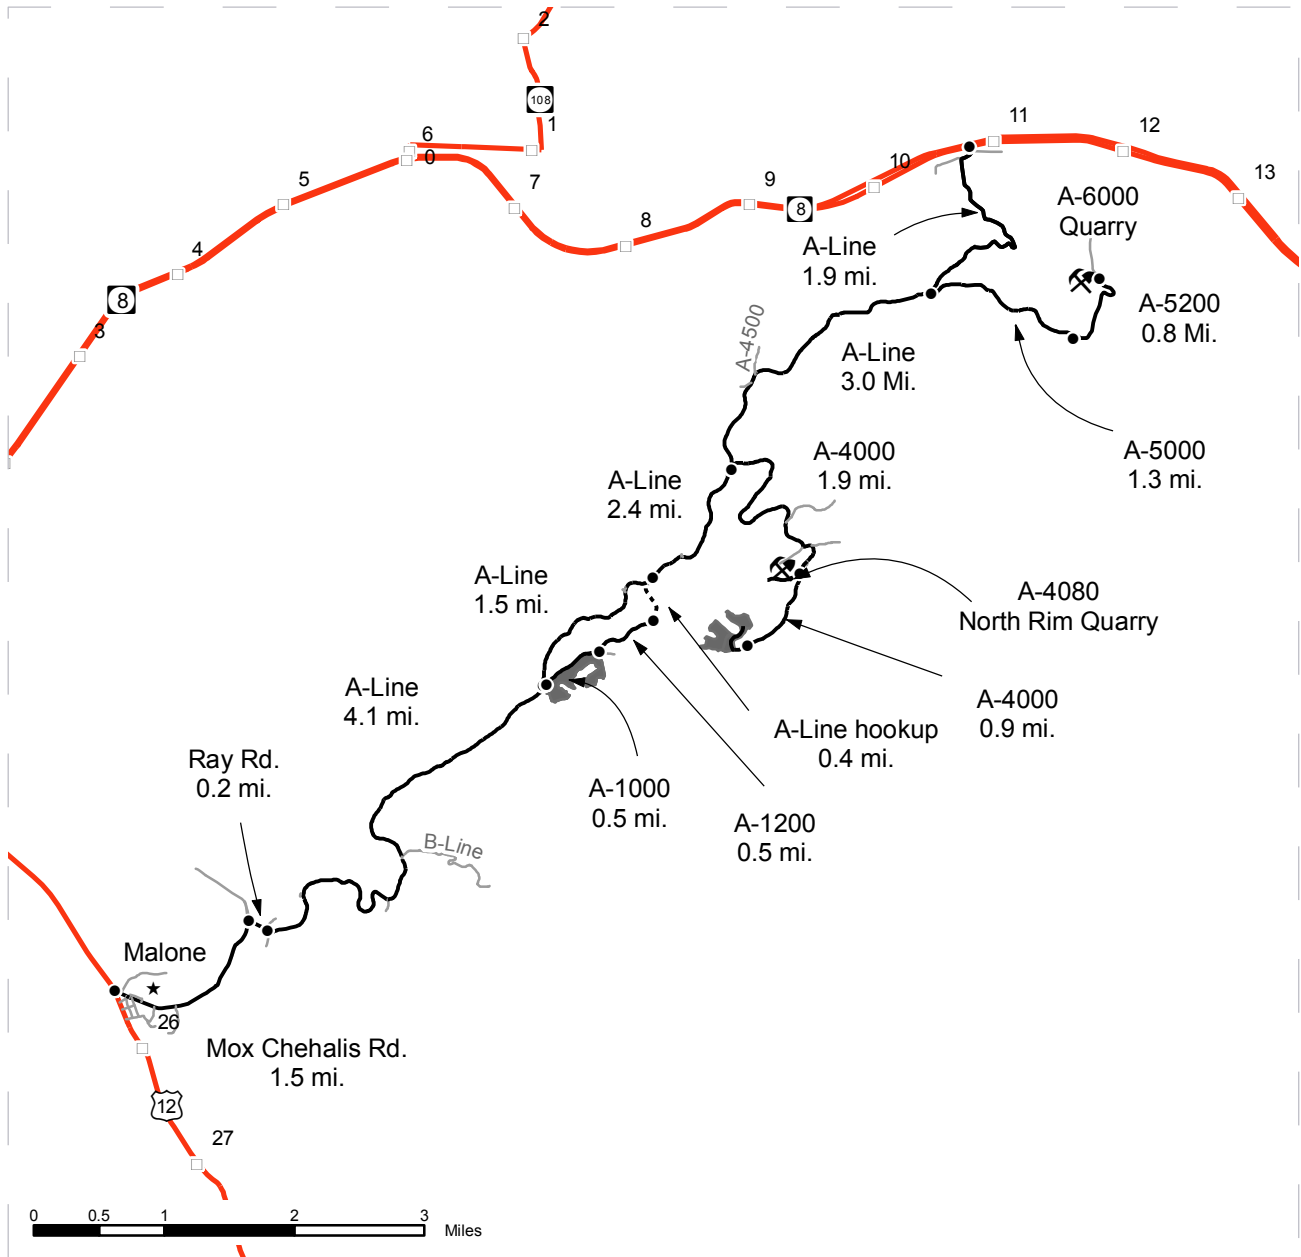 2
108
1
6
0
5
7
4
8
3
8
9
8
10
11
12
13
A-6000
Quarry
A-Line
1.9 mi.
A-5200
0.8 Mi.
A-4500
A-Line
3.0 Mi.
A-5000
1.3 mi.
A-4000
1.9 mi.
A-Line
2.4 mi.
A-Line
1.5 mi.
A-4080
North Rim Quarry
A-Line
4.1 mi.
A-4000
0.9 mi.
A-Line hookup
0.4 mi.
Ray Rd.
0.2 mi.
A-1000
0.5 mi.
A-1200
0.5 mi.
B-Line
Malone
26
Mox Chehalis Rd.
1.5 mi.
12
27
0 0.5 1 2 3
Miles